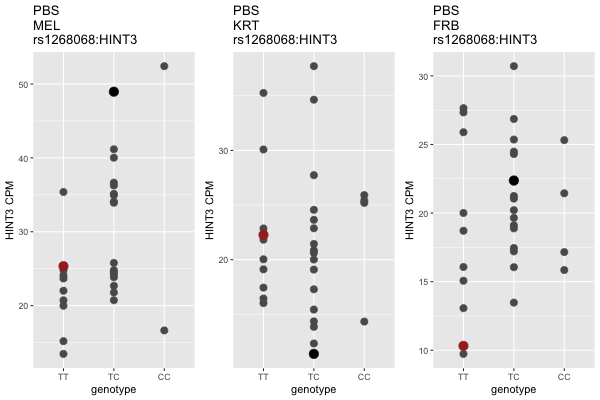 PBS
MEL
rs1268068:HINT3
HINT3 CPM
50
40
30
20
TT
TC
CC
genotype
PBS
KRT
rs1268068:HINT3
HINT3 CPM
30
20
TT
TC
CC
genotype
PBS
FRB
rs1268068:HINT3
HINT3 CPM
30
25
20
15
10
TT
TC
CC
genotype